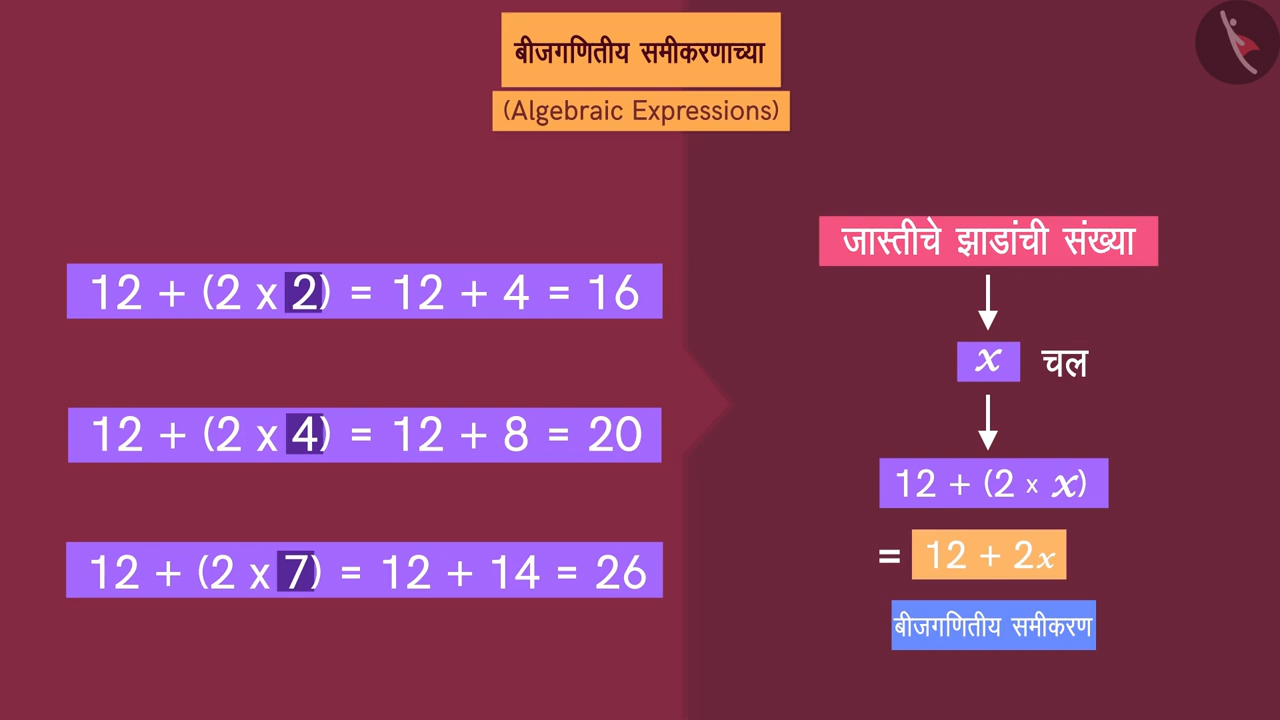 बीजगणितीय समीकरणाच्या
(Algebraic Expressions)
12 + (2 x 2) = 12 + 4 = 16
12 + (2 x 4) = 12 + 8 = 20
12 + (2 x 7) = 12 + 14 = 26
जास्तीचे झाडांची संख्या
x चल
12 + (2 × x)
= 12 + 2x
बीजगणितीय समीकरण